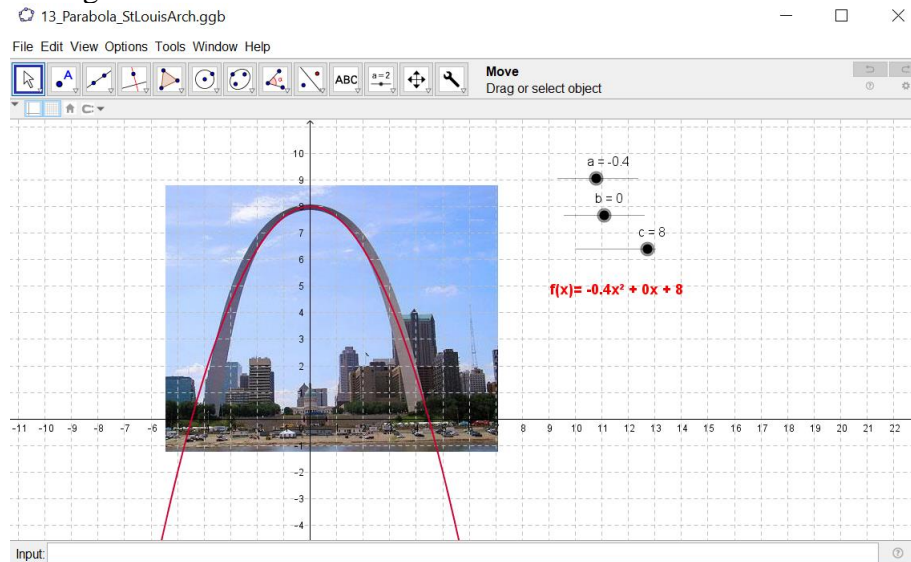 13_Parabola_StLouisArch.ggb
File Edit View Options Tools Window Help
A ABC a=2
Move
Drag or select object
10
9
8
7
6
5
4
3
2
-11 -10 -9 -8 -7 -6 8 9 10 11 12 13 14 15 16 17 18 19 20 21 22
-1
-2
-3
-4
a = -0.4
b = 0
c = 8
f(x)= -0.4x² + 0x + 8
Input: